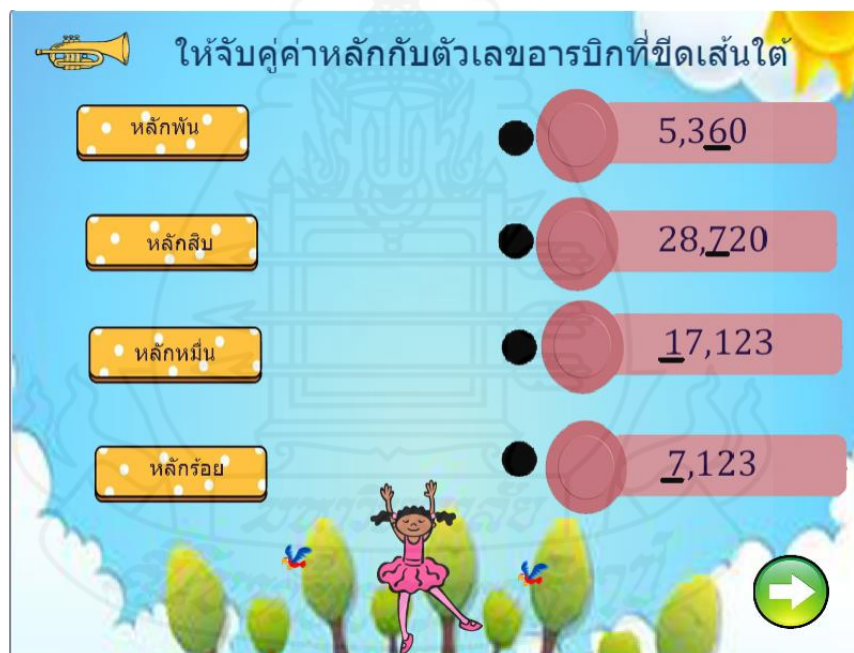 ให้จับคู่ค่าหลักกับตัวเลขอารบิกที่ขีดเส้นใต้
หลักพัน
5,360
หลักสิบ
28,720
หลักหมื่น
17,123
หลักร้อย
7,123